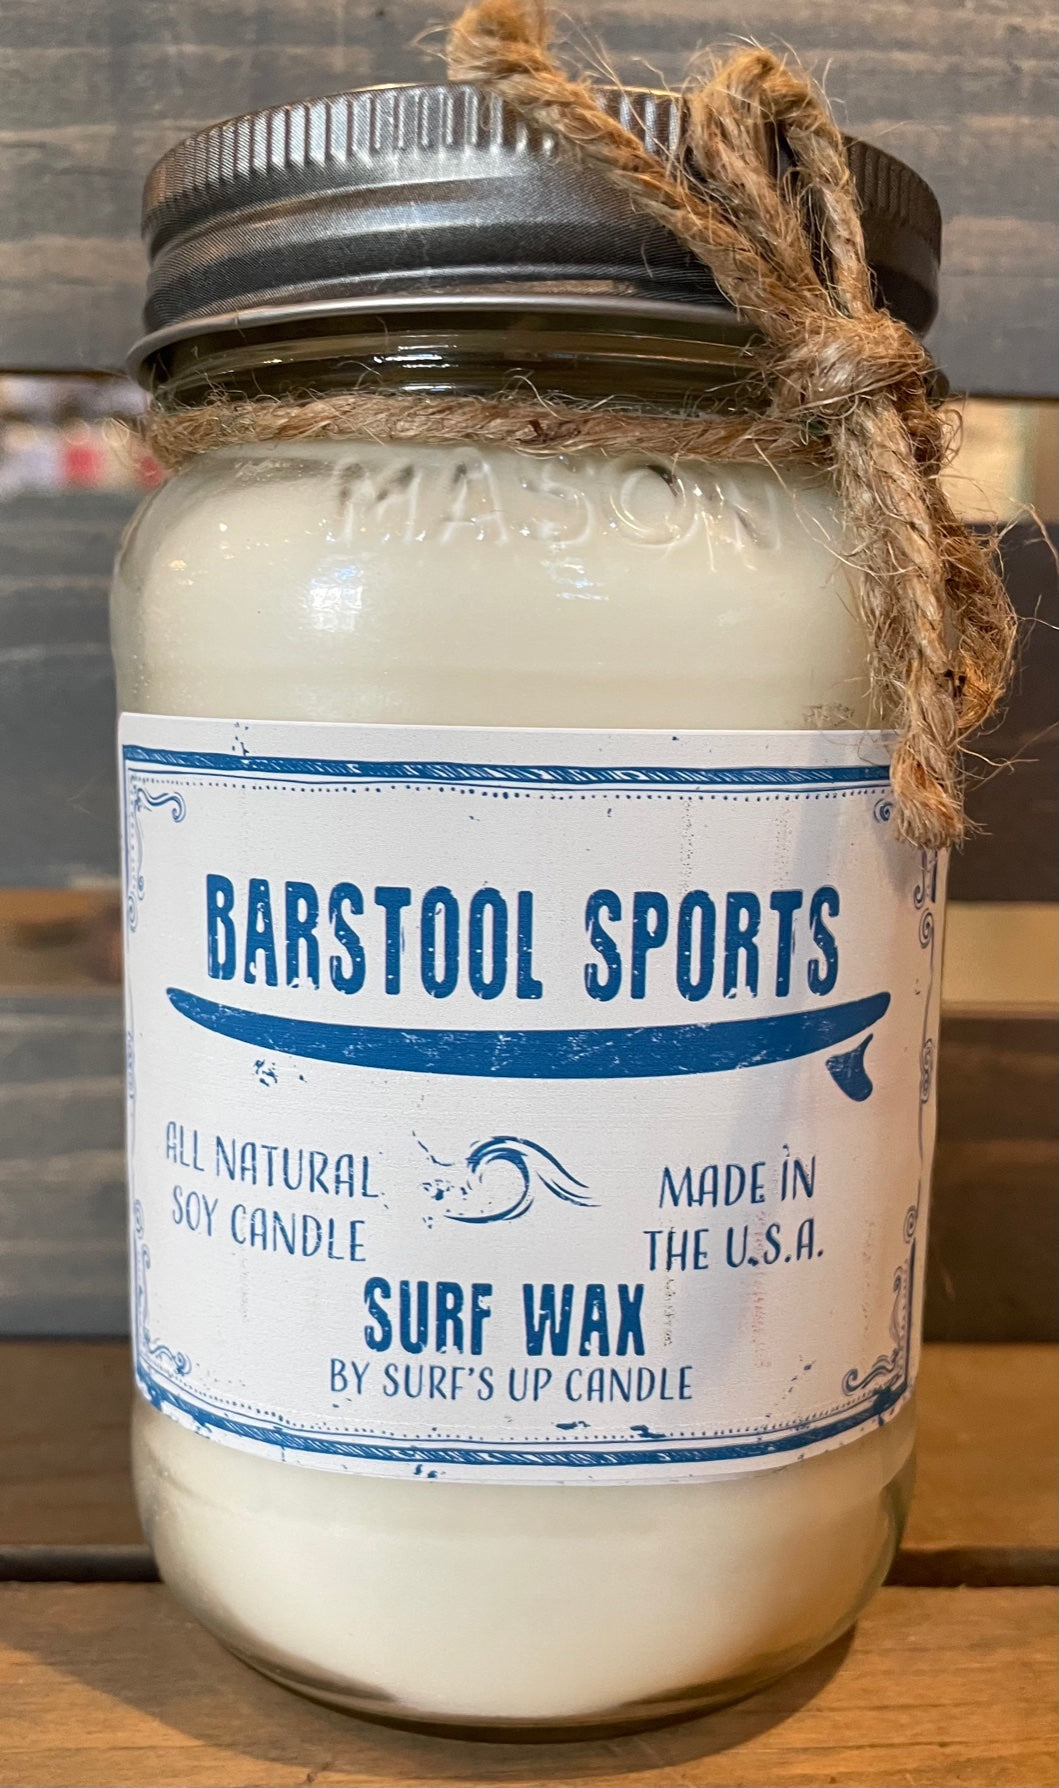 MASON
BARSTOOL SPORTS
ALL NATURAL
SOY CANDLE
MADE IN
THE U.S.A.
SURF WAX
BY SURF'S UP CANDLE